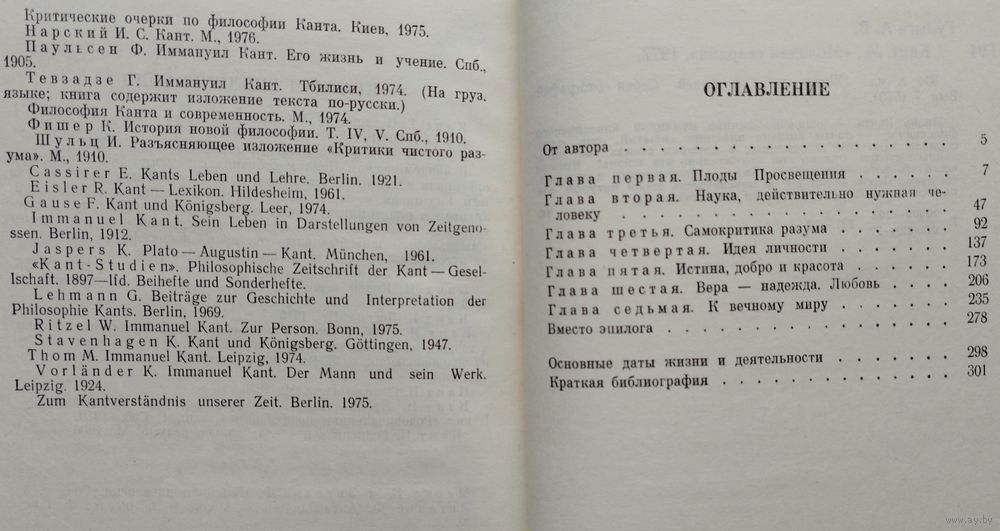 Критические очерки по философии Канта. Киев, 1975.
Нарский И. С. Кант. М., 1976.
Паульсен Ф. Иммануил Кант. Его жизнь и учение. Спб.,
1905.
Тевзадзе Г. Иммануил Кант. Тбилиси, 1974. (На груз.
языке; книга содержит изложение текста по-русски.)
Философия Канта и современность. М., 1974.
Фишер К. История новой философии. Т. IV, V. Спб., 1910.
Шульц И. Разъясняющее изложение «Критики чистого раз-
ума». М., 1910.
Cassirer E. Kants Leben und Lehre. Berlin. 1921.
Eisler R. Kant — Lexikon. Hildesheim, 1961.
Gause F. Kant und Königsberg. Leer, 1974.
Immanuel Kant. Sein Leben in Darstellungen von Zeitgeno-
ssen. Berlin, 1912.
Jaspers K. Plato — Augustin — Kant. München, 1961.
«Kant-Studien». Philosophische Zeitschrift der Kant — Gesel-
lschaft. 1897—lfd. Beihefte und Sonderhefte.
Lehmann G. Beiträge zur Geschichte und Interpretation der
Philosophie Kants. Berlin, 1969.
Ritzel W. Immanuel Kant. Zur Person. Bonn, 1975.
Stavenhagen K. Kant und Königsberg. Göttingen, 1947.
Thom M. Immanuel Kant. Leipzig, 1974.
Vorländer K. Immanuel Kant. Der Mann und sein Werk.
Leipzig. 1924.
Zum Kantverständnis unserer Zeit. Berlin. 1975.
ОГЛАВЛЕНИЕ
От автора . . . . . . . . . . . . . . . . . . 5
Глава первая. Плоды Просвещения . . . . . . 7
Глава вторая. Наука, действительно нужная че-
ловеку . . . . . . . . . . . . . . . . . . 47
Глава третья. Самокритика разума . . . . . . . 92
Глава четвертая. Идея личности . . . . . . . 137
Глава пятая. Истина, добро и красота . . . . . . 173
Глава шестая. Вера — надежда. Любовь . . . . 206
Глава седьмая. К вечному миру . . . . . . . 235
Вместо эпилога . . . . . . . . . . . . . . . 278
Основные даты жизни и деятельности . . . . . . . 298
Краткая библиография . . . . . . . . . . . . . 301
www.ay.by